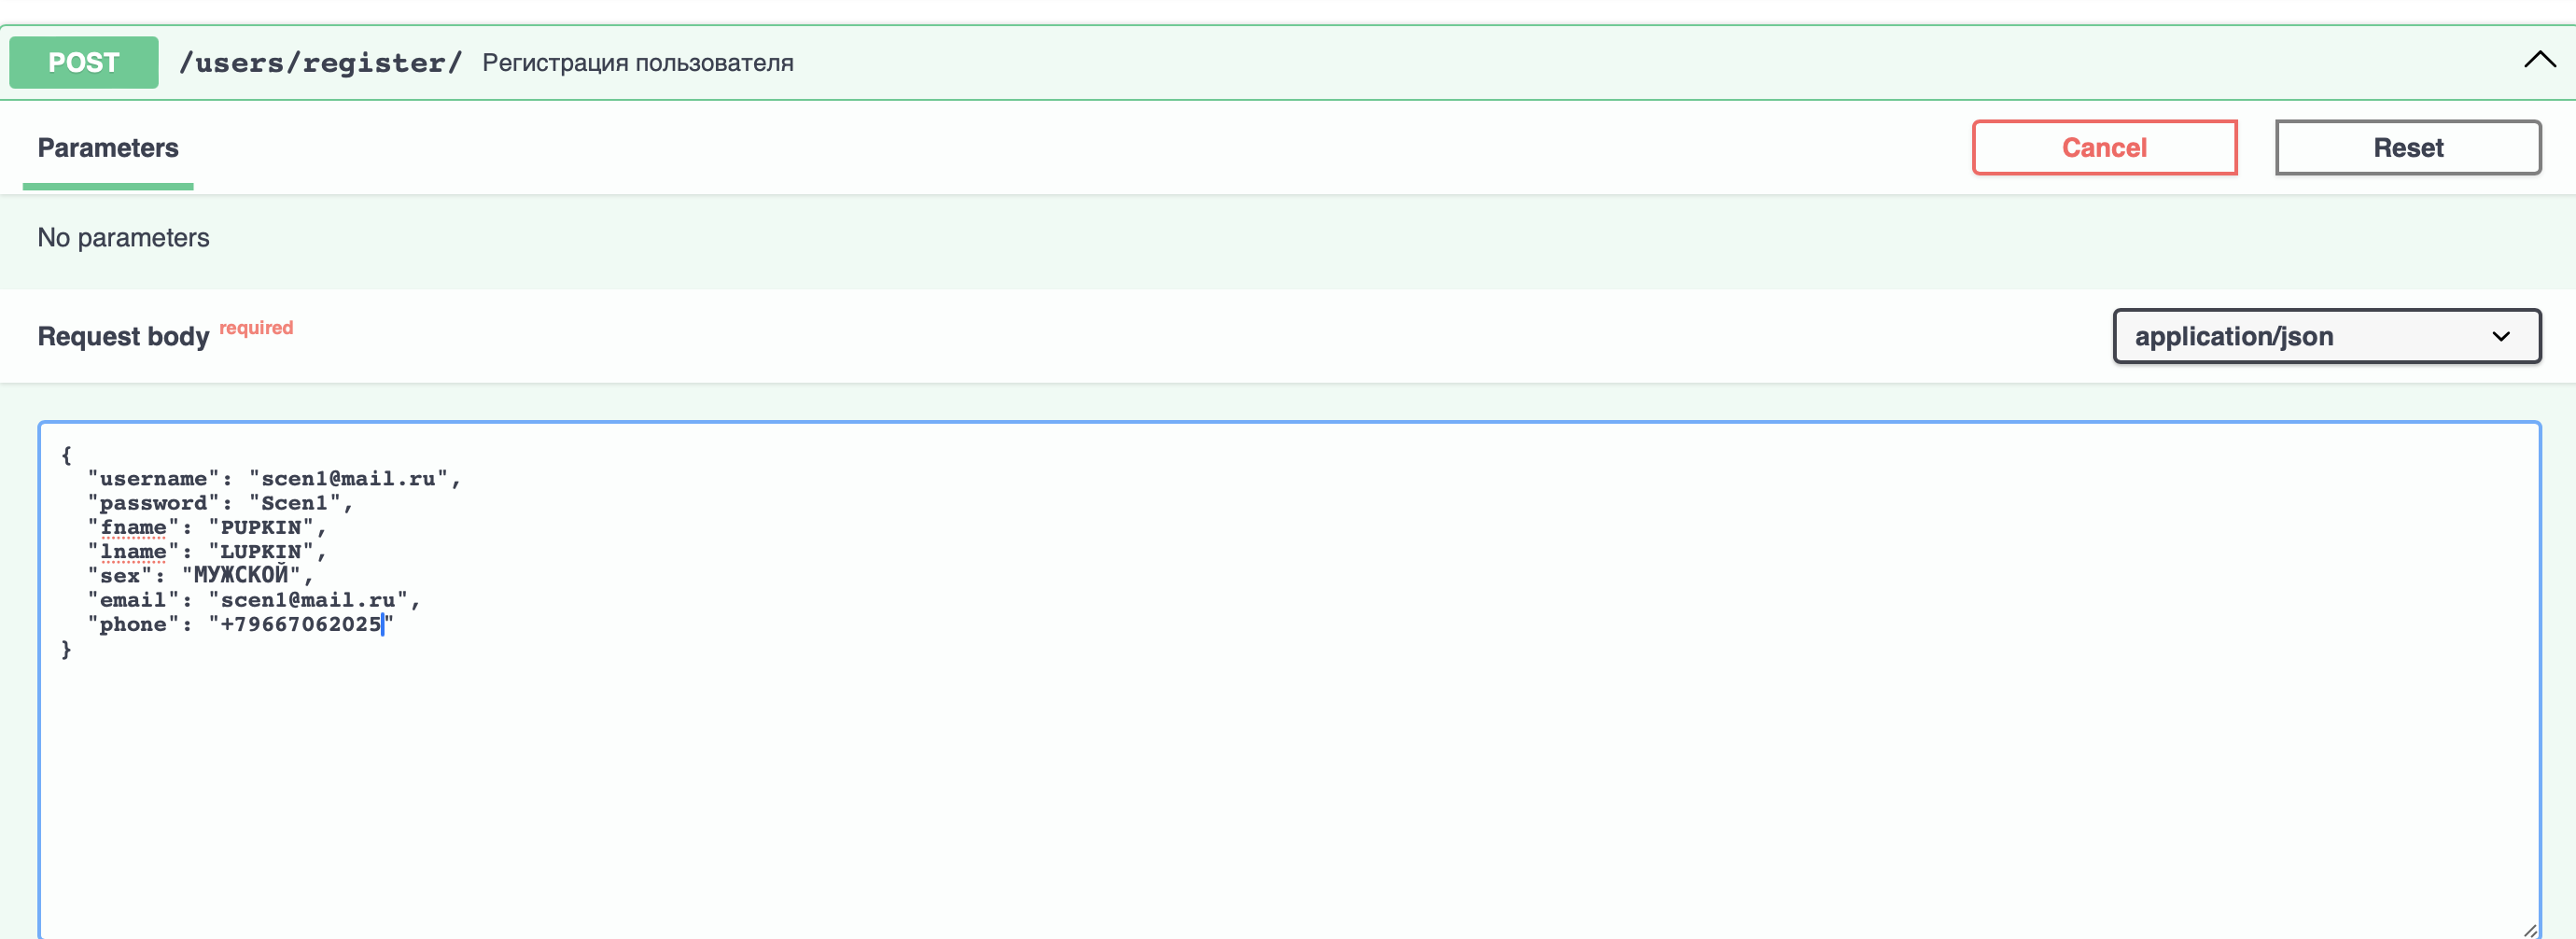 POST /users/register/ Регистрация пользователя
Parameters
Cancel
Reset
No parameters
Request body required
application/json
{
  "username": "scen1@mail.ru",
  "password": "Scen1",
  "fname": "PUPKIN",
  "lname": "LUPKIN",
  "sex": "МУЖСКОЙ",
  "email": "scen1@mail.ru",
  "phone": "+79667062025"
}